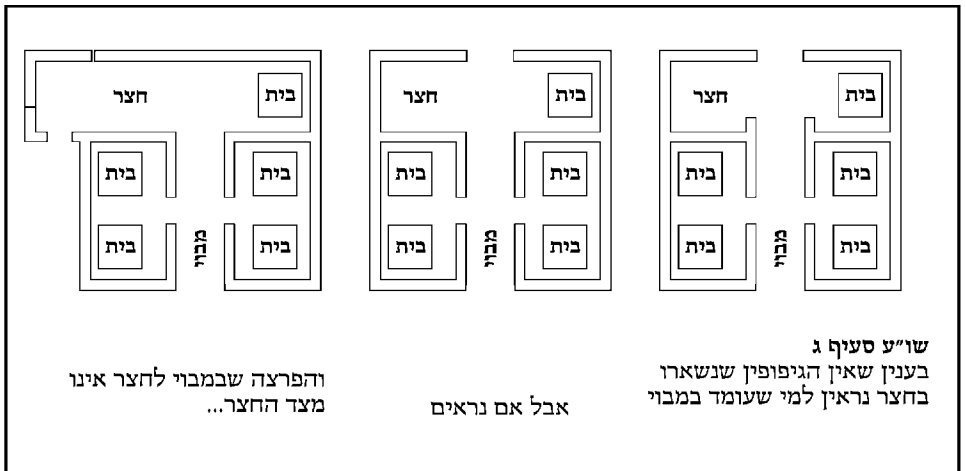 בית
חצר
בית
בית
בית
בית
מבוי
בית
חצר
בית
בית
בית
בית
מבוי
בית
חצר
בית
בית
בית
בית
מבוי
שו״ע סעיף ג
בענין שאין הגיפופין שנשארו
בחצר נראין למי שעומד במבוי
אבל אם נראים
והפרצה שבמבוי לחצר אינו
מצד החצר...